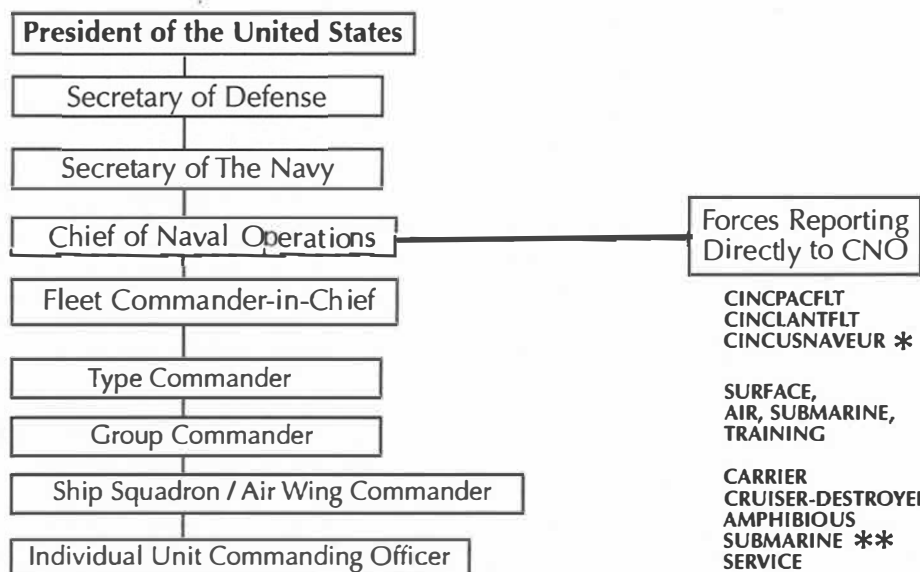 President of the United States
Secretary of Defense
Secretary of The Navy
Chief of Naval Operations
Fleet Commander-in-Chief
Type Commander
Group Commander
Ship Squadron / Air Wing Commander
Individual Unit Commanding Officer
Forces Reporting
Directly to CNO
CINCPACFLT
CINCLANTFLT
CINCUSNAVEUR *
SURFACE,
AIR, SUBMARINE,
TRAINING
CARRIER
CRUISER-DESTROYER
AMPHIBIOUS
SUBMARINE **
SERVICE